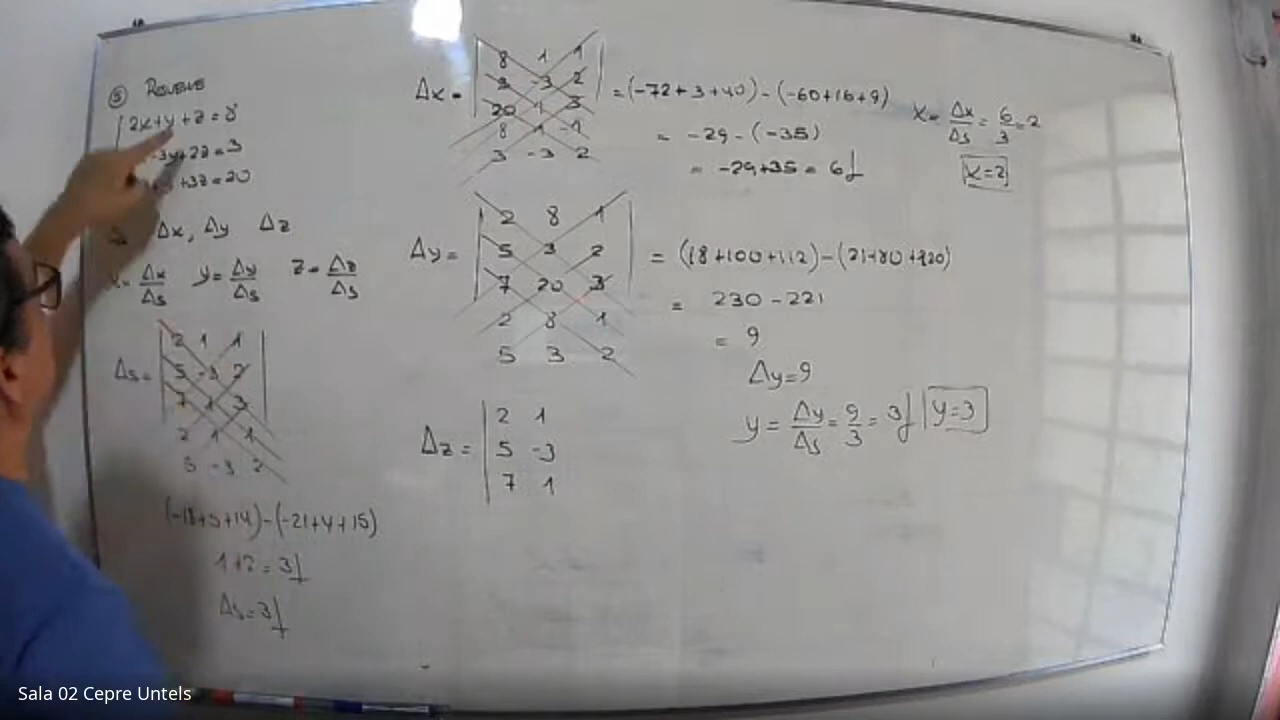 ⑤ RESUELVE
2x+y+z=8
-3y+2z=3
+3z=20
Δx, Δy Δz
= Δx/Δs y=Δy/Δs z=Δz/Δs
Δs=
2 1 1
5 -3 2
7 1 3
2 1 1
5 -3 2
(-18+5+14)-(-21+4+15)
1+2=3
Δs=3
Δx=
8 1 1
3 -3 2
20 1 3
8 1 1
3 -3 2
=(-72+3+40)-(-60+16+9)
= -29-(-35)
= -29+35=6
x=Δx/Δs=6/3=2
x=2
Δy=
2 8 1
5 3 2
7 20 3
2 8 1
5 3 2
=(18+100+112)-(21+80+120)
= 230-221
= 9
Δy=9
y=Δy/Δs=9/3=3 y=3
Δz=
2 1
5 -3
7 1
Sala 02 Cepre Untels